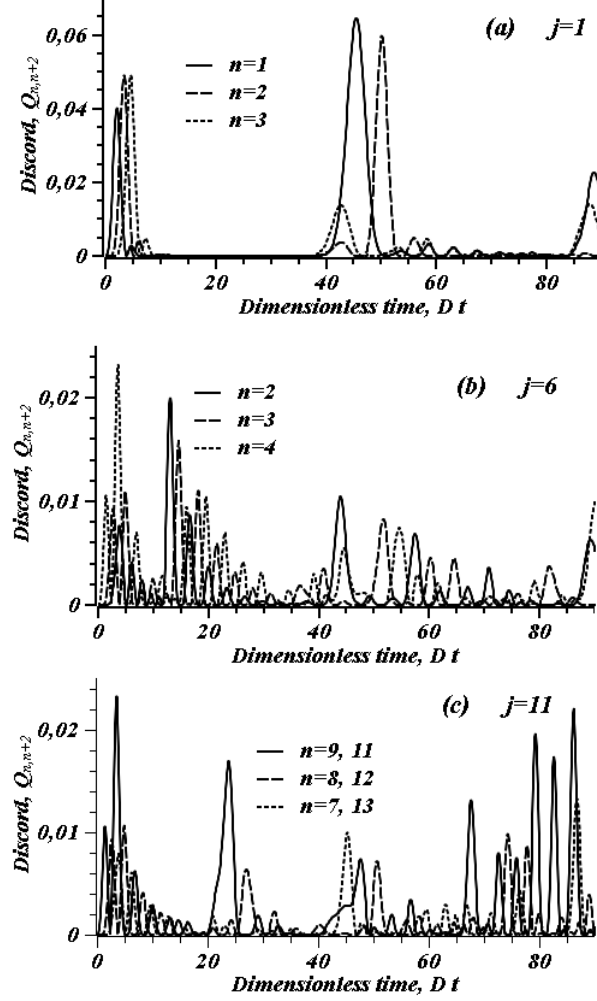 (a) j=1
0,06
n=1
n=2
0,04
n=3
0,02
0
0 20 40 60 80
Discord, Qn,n+2
Dimensionless time, D t
(b) j=6
0,02
n=2
n=3
n=4
0,01
0
0 20 40 60 80
Discord, Qn,n+2
Dimensionless time, D t
(c) j=11
0,02
n=9, 11
n=8, 12
n=7, 13
0,01
0
0 20 40 60 80
Discord, Qn,n+2
Dimensionless time, D t